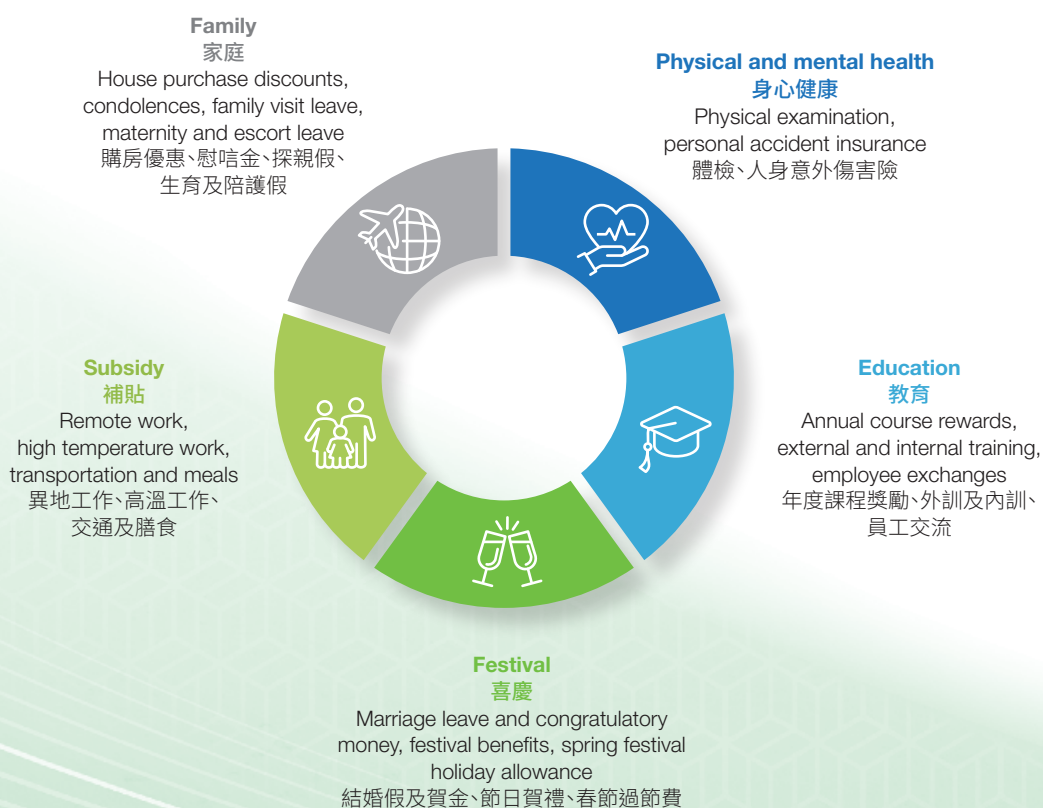 Family
家庭
House purchase discounts,
condolences, family visit leave,
maternity and escort leave
購房優惠、慰唁金、探親假、
生育及陪護假
Physical and mental health
身心健康
Physical examination,
personal accident insurance
體檢、人身意外傷害險
Subsidy
補貼
Remote work,
high temperature work,
transportation and meals
異地工作、高溫工作、
交通及膳食
Education
教育
Annual course rewards,
external and internal training,
employee exchanges
年度課程獎勵、外訓及內訓、
員工交流
Festival
喜慶
Marriage leave and congratulatory
money, festival benefits, spring festival
holiday allowance
結婚假及賀金、節日賀禮、春節過節費